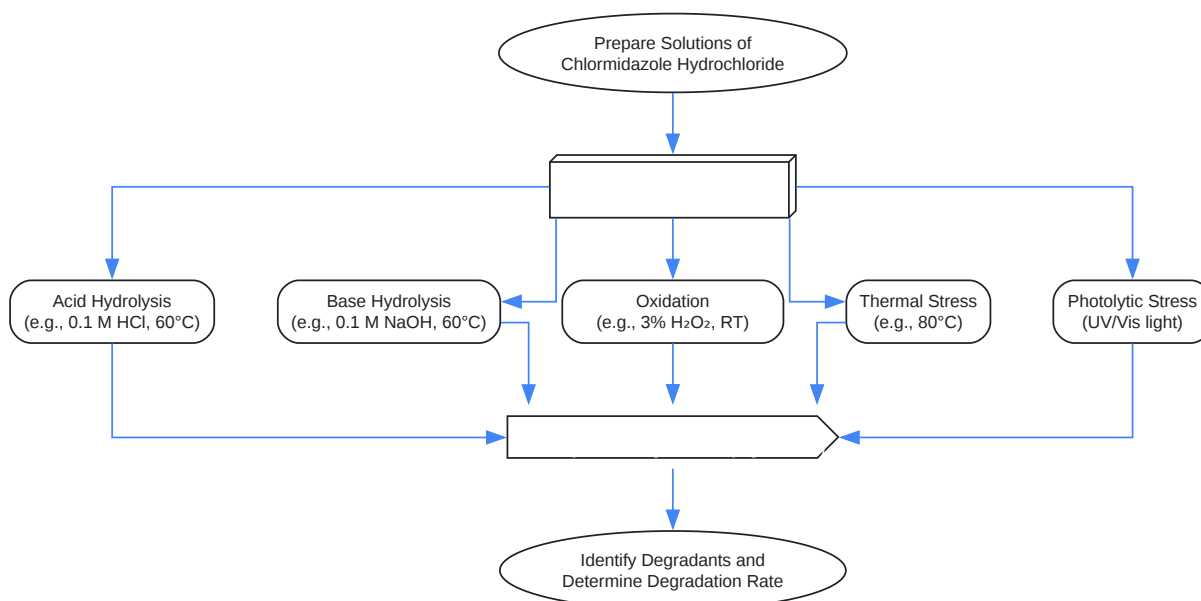 Prepare Solutions of
Chlormidazole Hydrochloride
Acid Hydrolysis
(e.g., 0.1 M HCl, 60°C)
Base Hydrolysis
(e.g., 0.1 M NaOH, 60°C)
Oxidation
(e.g., 3% H₂O₂, RT)
Thermal Stress
(e.g., 80°C)
Photolytic Stress
(UV/Vis light)
Identify Degradants and
Determine Degradation Rate